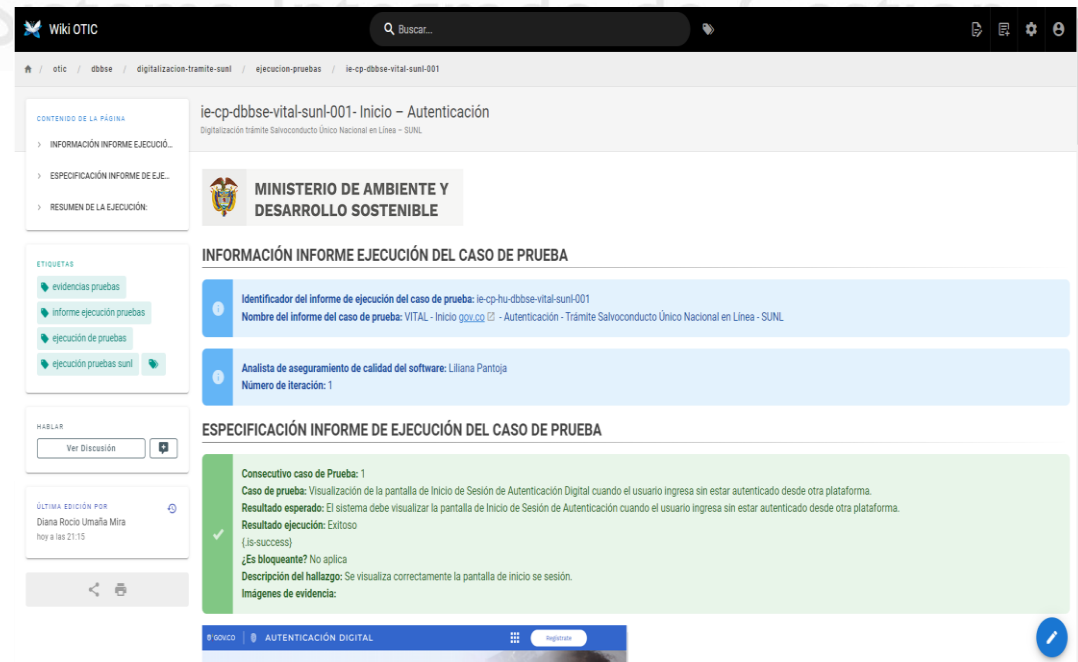 Wiki OTIC
Buscar...
/ otic / dbbse / digitalizacion-tramite-sunl / ejecucion-pruebas / ie-cp-dbbse-vital-sunl-001
CONTENIDO DE LA PÁGINA
INFORMACIÓN INFORME EJECUCIÓ...
ESPECIFICACIÓN INFORME DE EJE...
RESUMEN DE LA EJECUCIÓN:
ETIQUETAS
evidencias pruebas
informe ejecución pruebas
ejecución de pruebas
ejecución pruebas sunl
HABLAR
Ver Discusión
ÚLTIMA EDICIÓN POR
Diana Rocio Umaña Mira
hoy a las 21:15
ie-cp-dbbse-vital-sunl-001- Inicio – Autenticación
Digitalización trámite Salvoconducto Único Nacional en Línea – SUNL
MINISTERIO DE AMBIENTE Y
DESARROLLO SOSTENIBLE
INFORMACIÓN INFORME EJECUCIÓN DEL CASO DE PRUEBA
Identificador del informe de ejecución del caso de prueba: ie-cp-hu-dbbse-vital-sunl-001
Nombre del informe del caso de prueba: VITAL - Inicio gov.co - Autenticación - Trámite Salvoconducto Único Nacional en Línea - SUNL
Analista de aseguramiento de calidad del software: Liliana Pantoja
Número de iteración: 1
ESPECIFICACIÓN INFORME DE EJECUCIÓN DEL CASO DE PRUEBA
Consecutivo caso de Prueba: 1
Caso de prueba: Visualización de la pantalla de Inicio de Sesión de Autenticación Digital cuando el usuario ingresa sin estar autenticado desde otra plataforma.
Resultado esperado: El sistema debe visualizar la pantalla de Inicio de Sesión de Autenticación cuando el usuario ingresa sin estar autenticado desde otra plataforma.
Resultado ejecución: Exitoso
{.is-success}
¿Es bloqueante? No aplica
Descripción del hallazgo: Se visualiza correctamente la pantalla de inicio se sesión.
Imágenes de evidencia:
GOV.CO AUTENTICACIÓN DIGITAL Regístrate